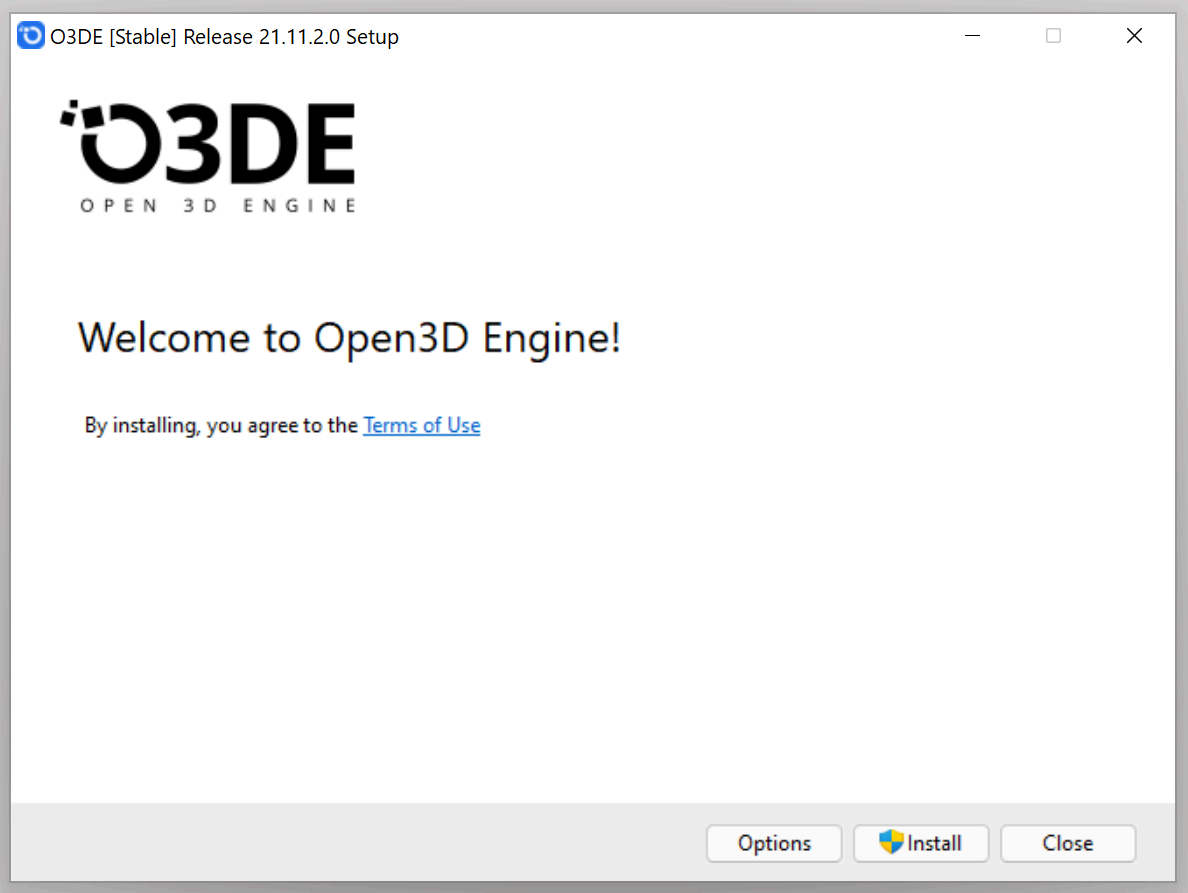 O3DE [Stable] Release 21.11.2.0 Setup
O3DE
OPEN 3D ENGINE
Welcome to Open3D Engine!
By installing, you agree to the Terms of Use
Options
Install
Close